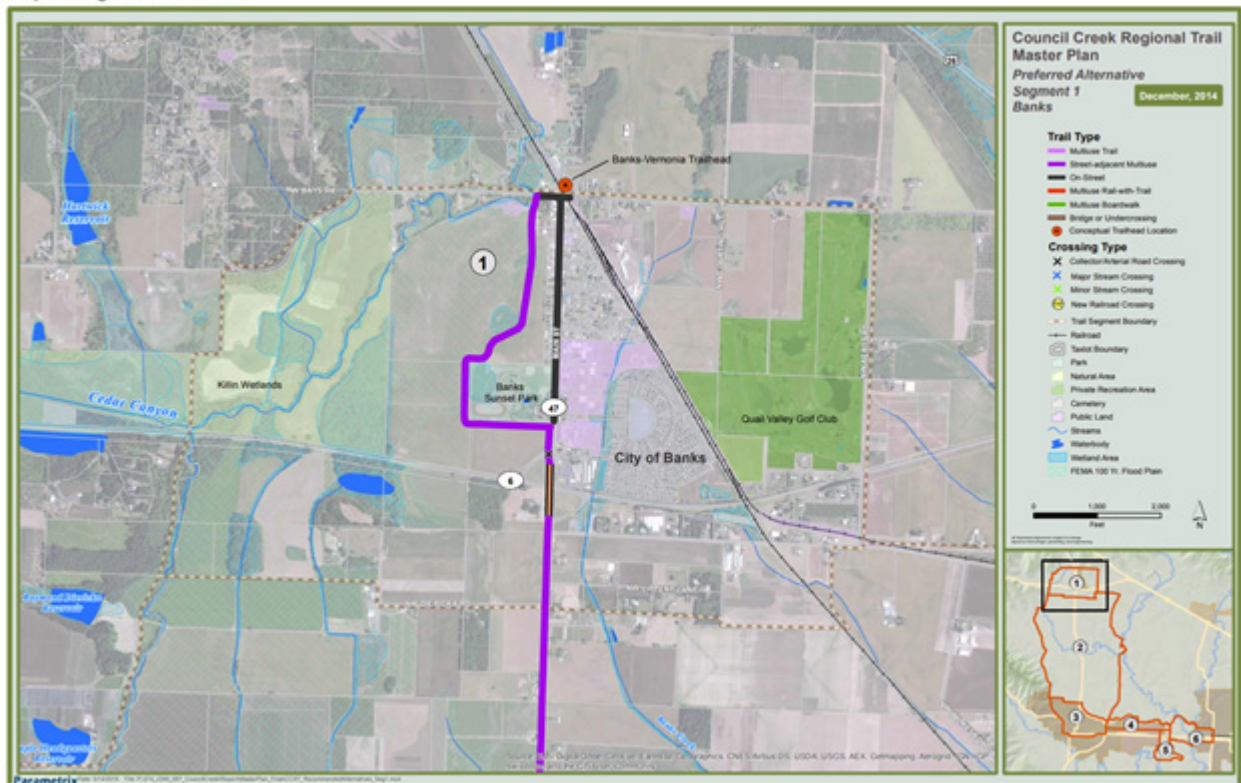 Council Creek Regional Trail
Master Plan
Preferred Alternative
Segment 1
Banks
December, 2014
Trail Type
Multiuse Trail
Street-adjacent Multiuse
On-Street
Multiuse Rail-with-Trail
Multiuse Boardwalk
Bridge or Undercrossing
Conceptual Trailhead Location
Crossing Type
Collector/Arterial Road Crossing
Major Stream Crossing
Minor Stream Crossing
New Railroad Crossing
Trail Segment Boundary
Railroad
Taxlot Boundary
Park
Natural Area
Private Recreation Area
Cemetery
Public Land
Streams
Waterbody
Wetland Area
FEMA 100 Yr. Flood Plain
0 1,000 2,000
Feet
N
26
Banks-Vernonia Trailhead
Reservoir
1
MAIN ST
Killin Wetlands
Banks
Sunset Park
47
Cedar Canyon
Quail Valley Golf Club
City of Banks
6
Reservoir
Reservoir
1
2
3
4
5
6
Parametrix